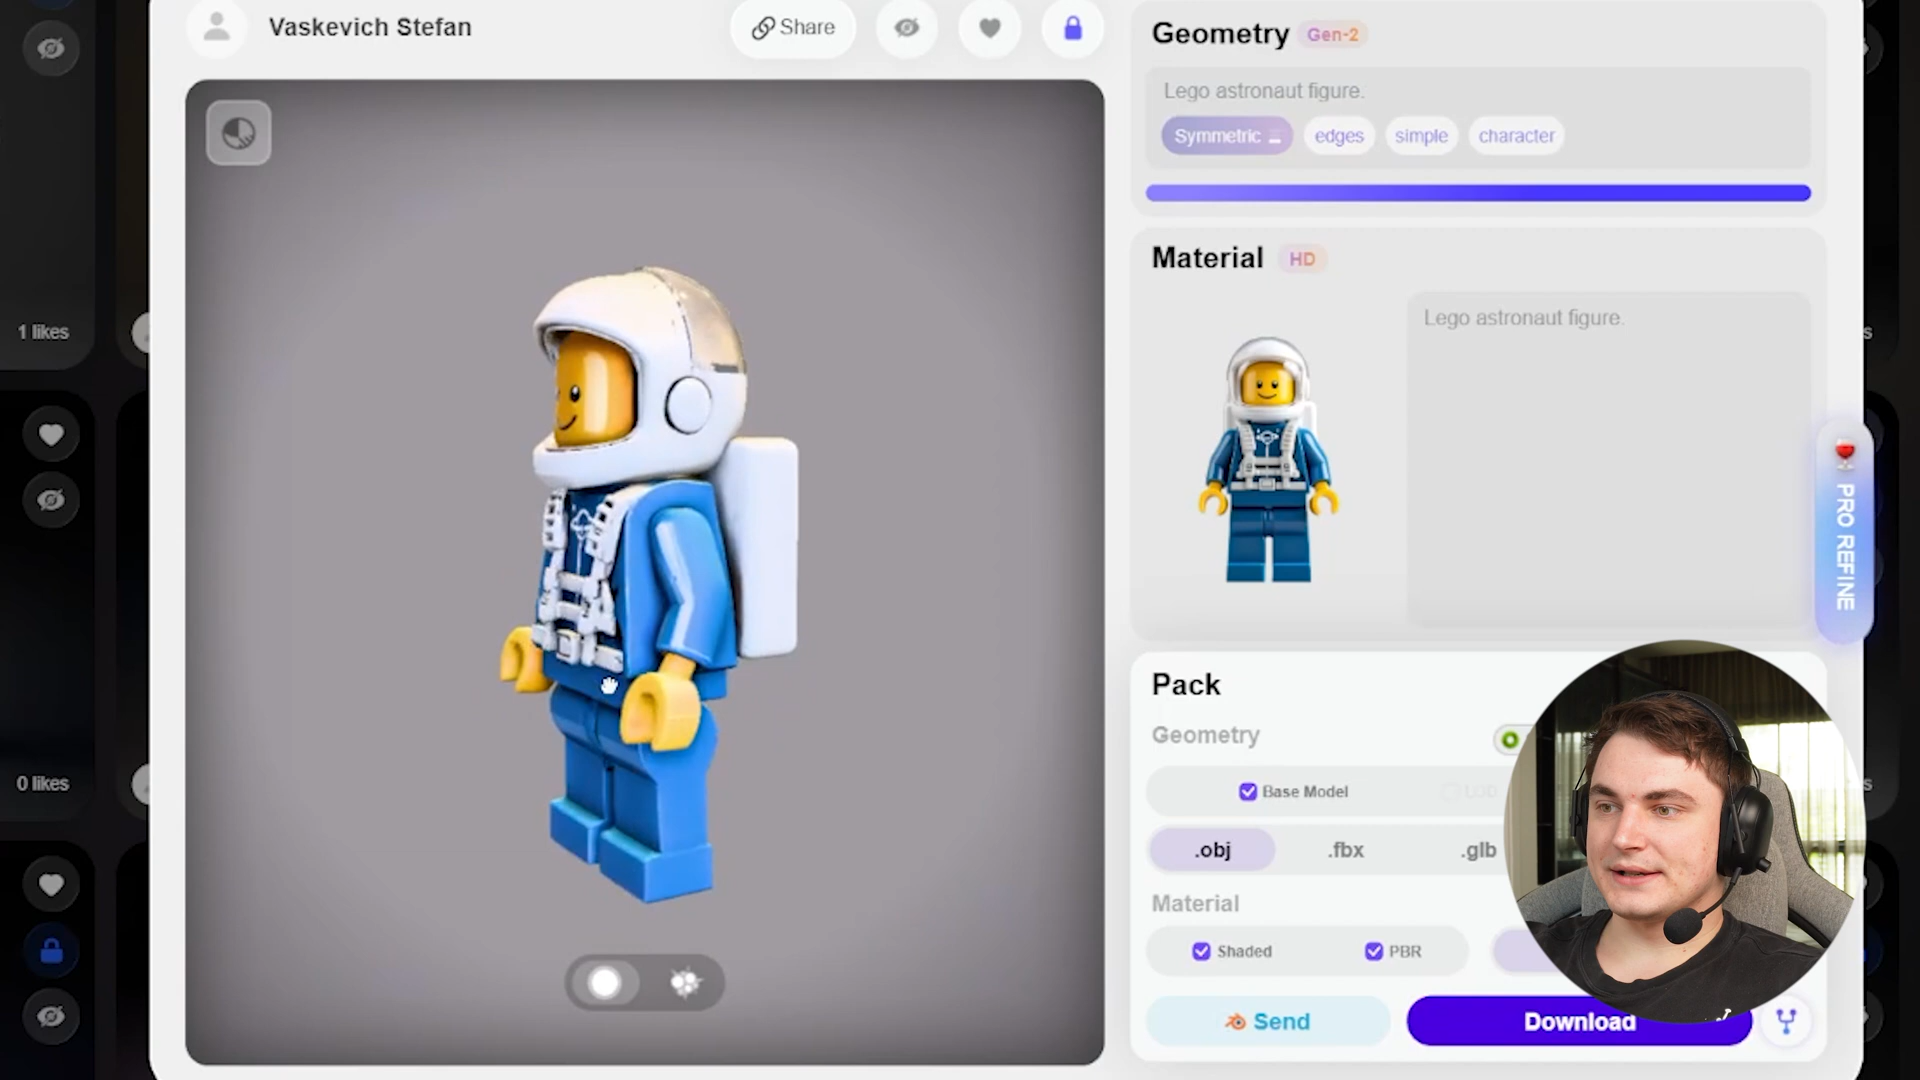 Vaskevich Stefan
Share
1 likes
0 likes
Geometry Gen-2
Lego astronaut figure.
Symmetric edges simple character
Material HD
Lego astronaut figure.
PRO REFINE
Pack
Geometry
Base Model
.obj .fbx .glb
Material
Shaded PBR
Send Download